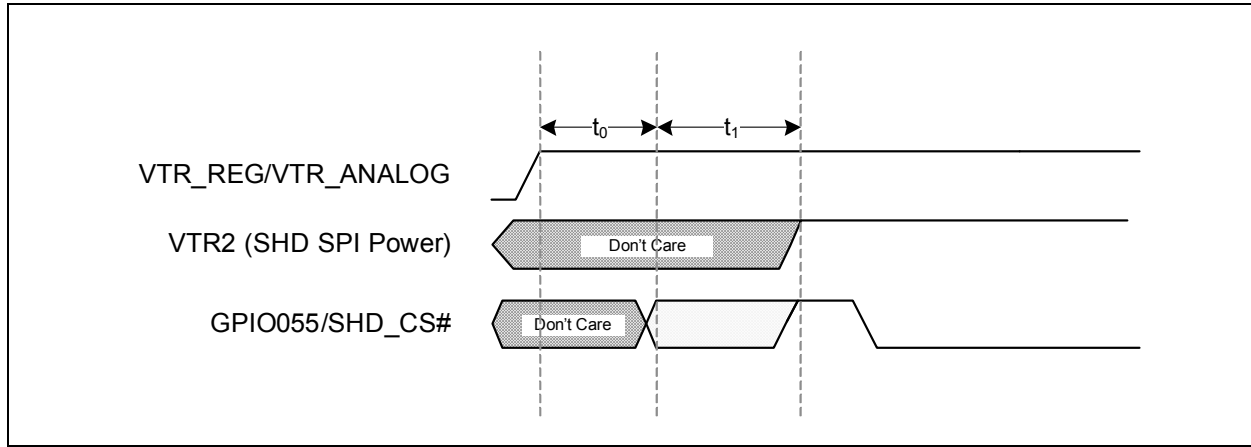 t0 t1
VTR_REG/VTR_ANALOG
VTR2 (SHD SPI Power) Don't Care
GPIO055/SHD_CS# Don't Care